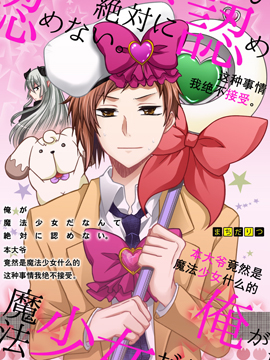 認め
絶対に
認めない。
这种事情
我绝不接受。
俺が
魔法少女だなんて
絶対に認めない。
本大爷
竟然是魔法少女什么的
这种事情我绝不接受。
まちだりつ
本大爷竟然是
魔法少女什么的
魔法
少女
俺が